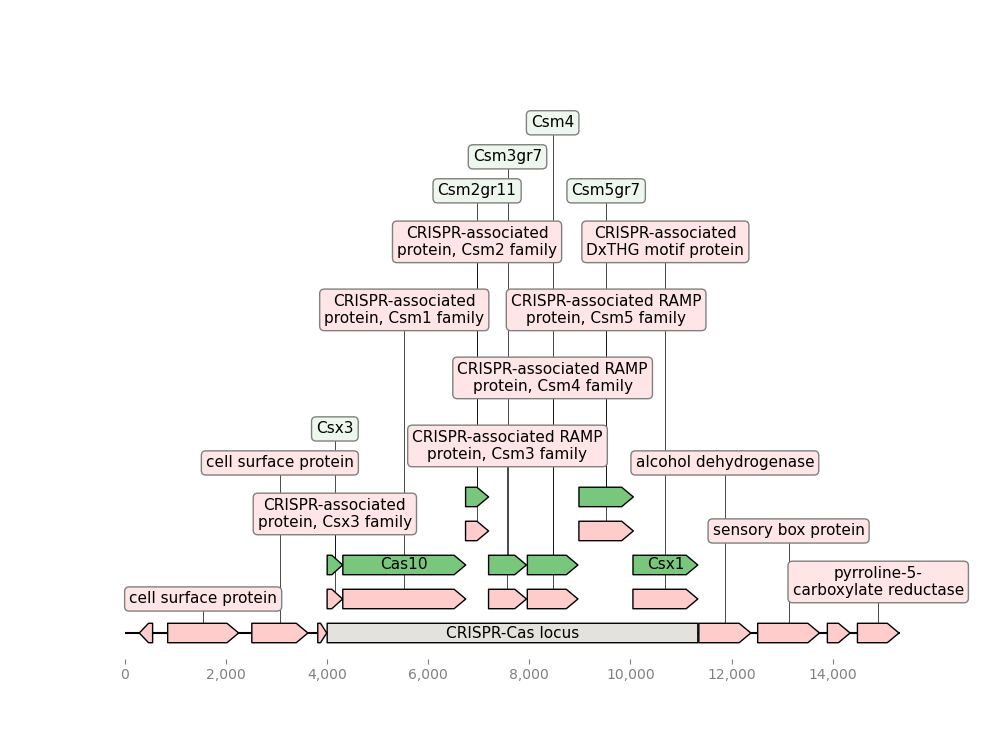 Csm4
Csm3gr7
Csm2gr11
Csm5gr7
CRISPR-associated
protein, Csm2 family
CRISPR-associated
DxTHG motif protein
CRISPR-associated
protein, Csm1 family
CRISPR-associated RAMP
protein, Csm5 family
CRISPR-associated RAMP
protein, Csm4 family
Csx3
CRISPR-associated RAMP
protein, Csm3 family
cell surface protein
alcohol dehydrogenase
CRISPR-associated
protein, Csx3 family
sensory box protein
Cas10
Csx1
pyrroline-5-
carboxylate reductase
cell surface protein
CRISPR-Cas locus
0
2,000
4,000
6,000
8,000
10,000
12,000
14,000